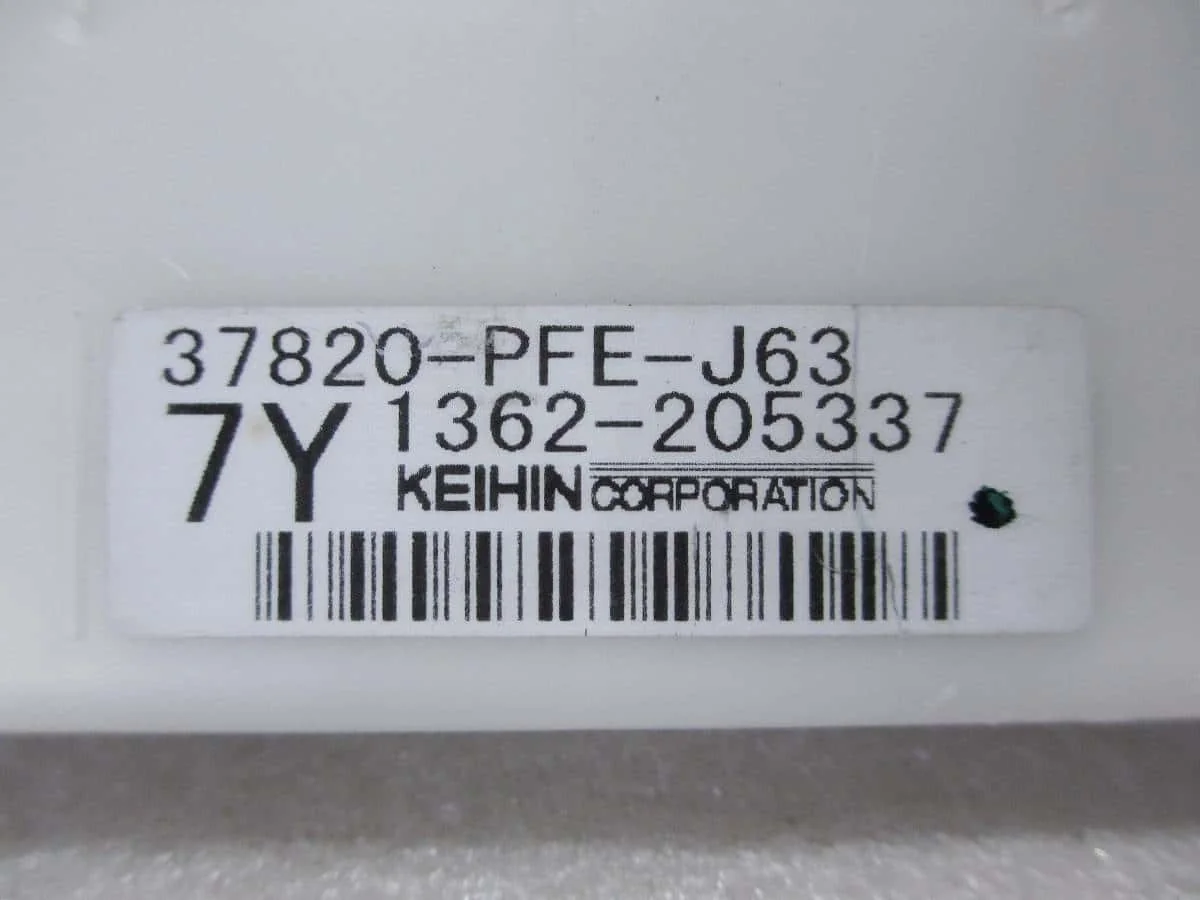 37820-PFE-J63
7Y 1362-205337
KEIHIN CORPORATION